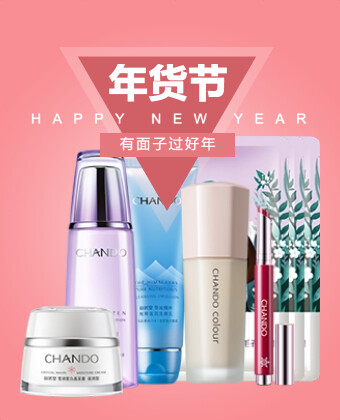 年货节
HAPPY NEW YEAR
有面子过好年
CHANDO
CHANDO
CHANDO colour
CHANDO
CHANDO